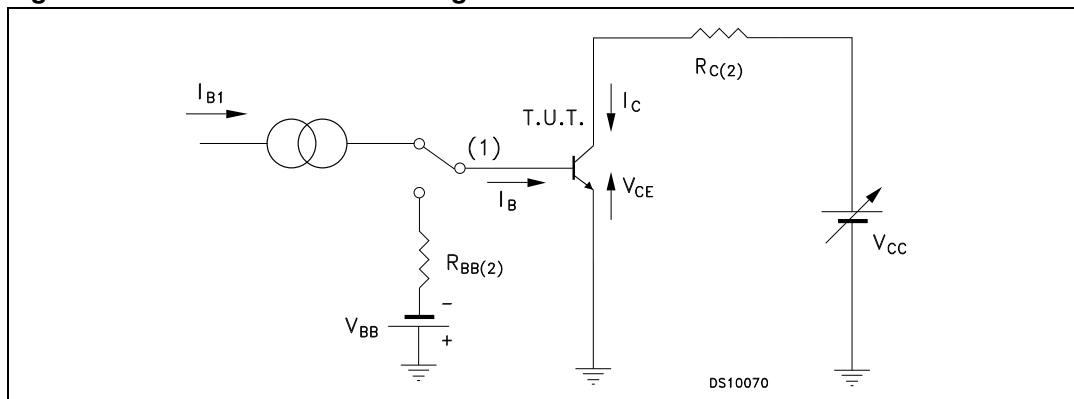 I_B1
R_C(2)
I_C
T.U.T.
(1)
I_B
V_CE
V_CC
R_BB(2)
-
V_BB
+
DS10070